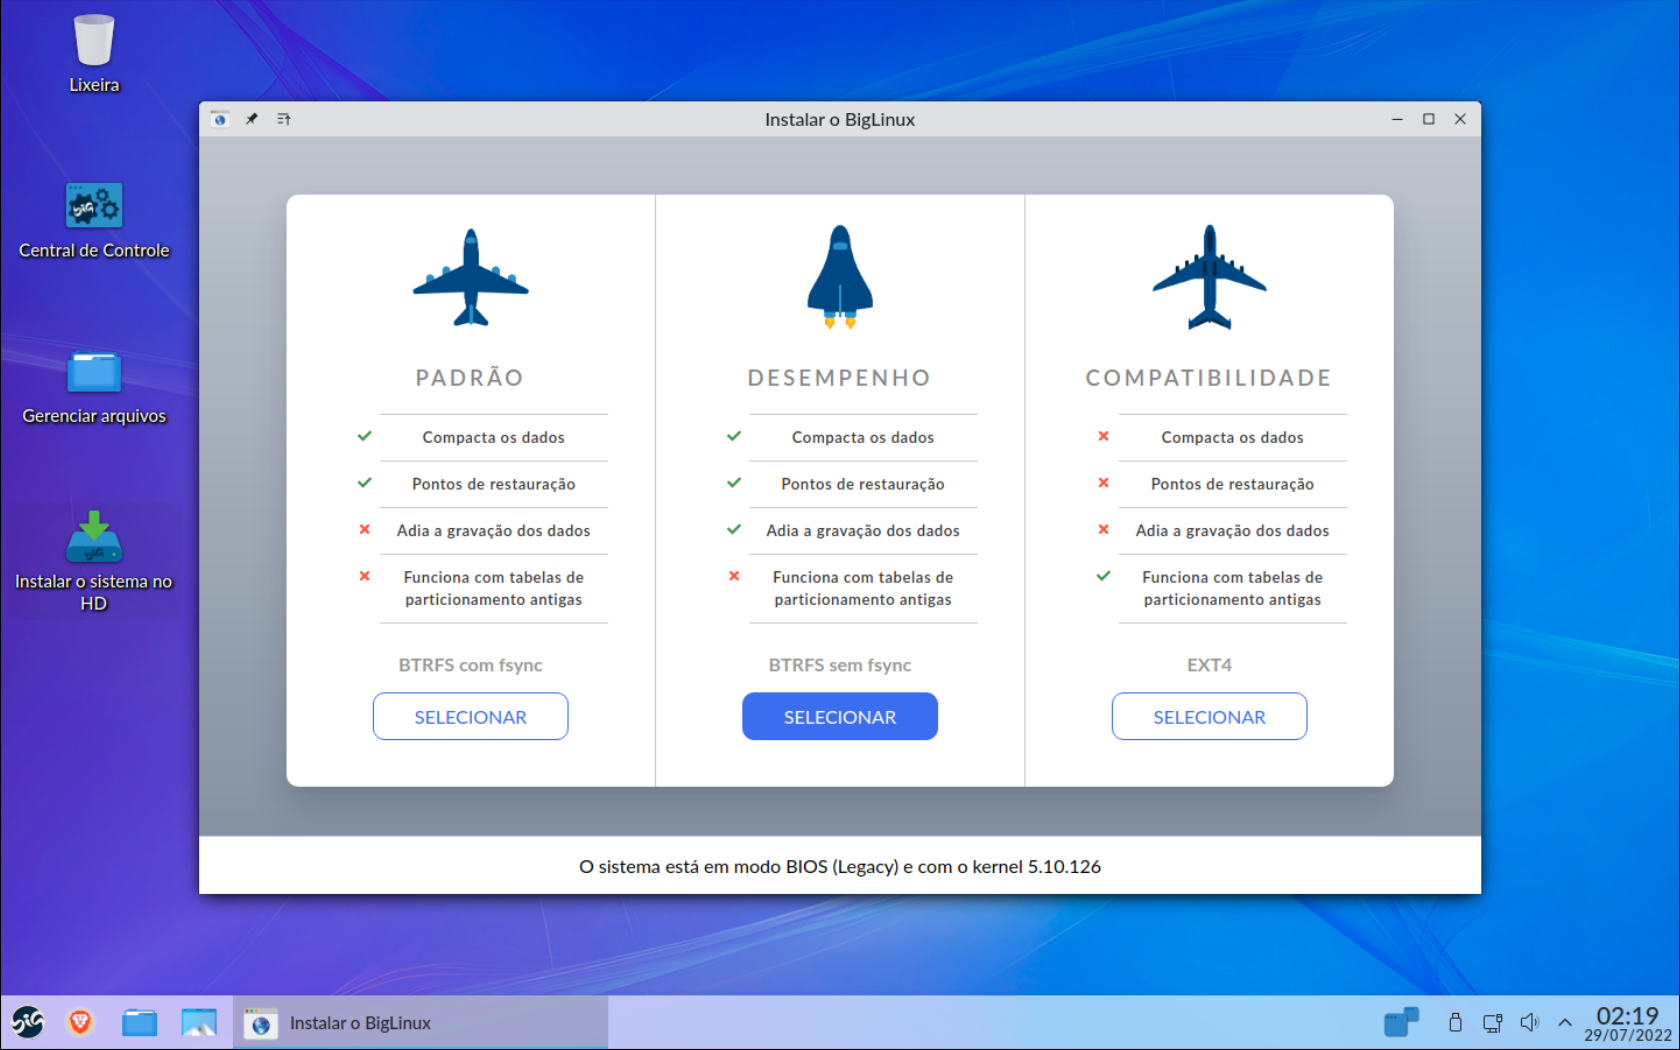 Lixeira
Central de Controle
Gerenciar arquivos
Instalar o sistema no
HD
Instalar o BigLinux
PADRÃO
Compacta os dados
Pontos de restauração
Adia a gravação dos dados
Funciona com tabelas de
particionamento antigas
BTRFS com fsync
SELECIONAR
DESEMPENHO
Compacta os dados
Pontos de restauração
Adia a gravação dos dados
Funciona com tabelas de
particionamento antigas
BTRFS sem fsync
SELECIONAR
COMPATIBILIDADE
Compacta os dados
Pontos de restauração
Adia a gravação dos dados
Funciona com tabelas de
particionamento antigas
EXT4
SELECIONAR
O sistema está em modo BIOS (Legacy) e com o kernel 5.10.126
BIG
Instalar o BigLinux
02:19
29/07/2022